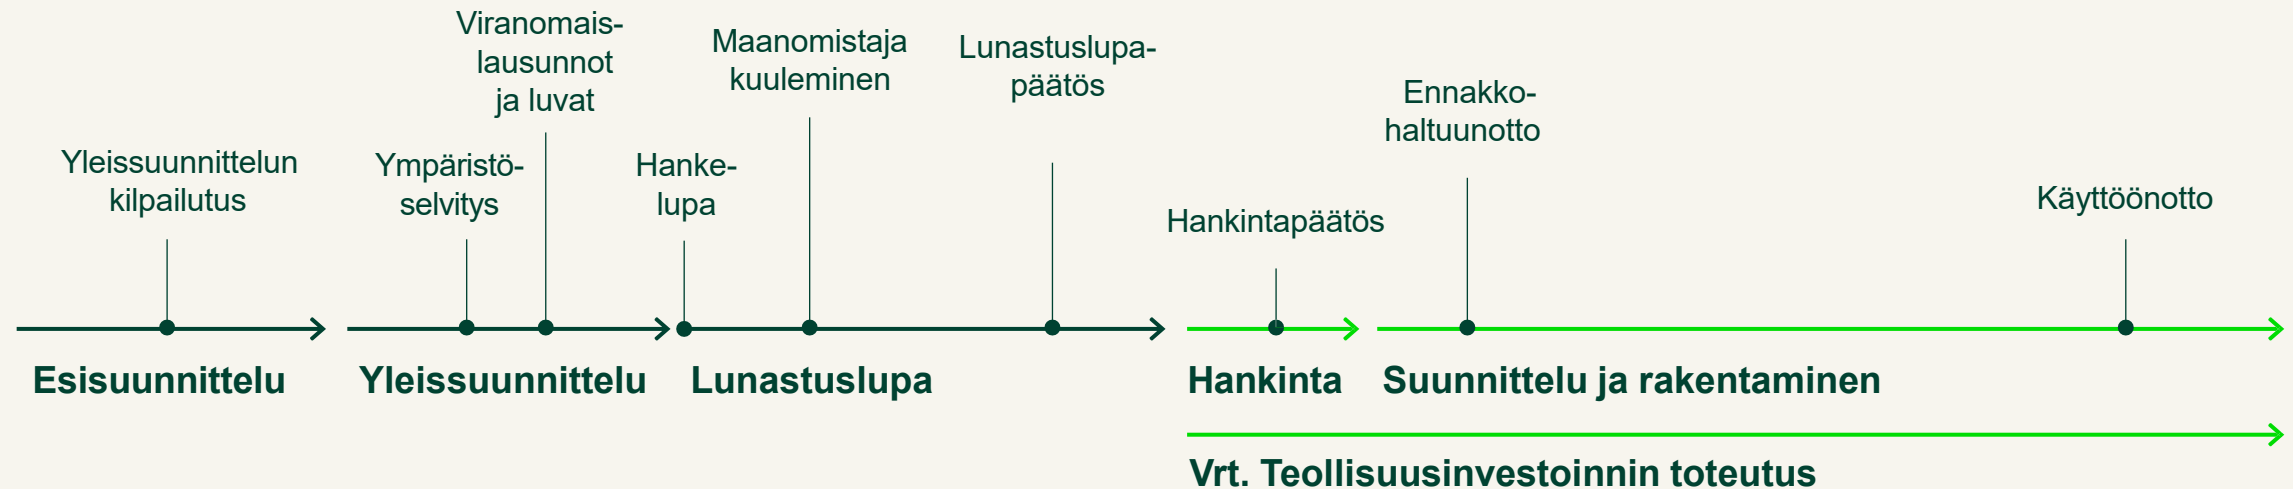 Yleissuunnittelun
kilpailutus
Ympäristö-
selvitys
Viranomais-
lausunnot
ja luvat
Hanke-
lupa
Maanomistaja
kuuleminen
Lunastuslupa-
päätös
Hankintapäätös
Ennakko-
haltuunotto
Käyttöönotto
Esisuunnittelu
Yleissuunnittelu
Lunastuslupa
Hankinta
Suunnittelu ja rakentaminen
Vrt. Teollisuusinvestoinnin toteutus